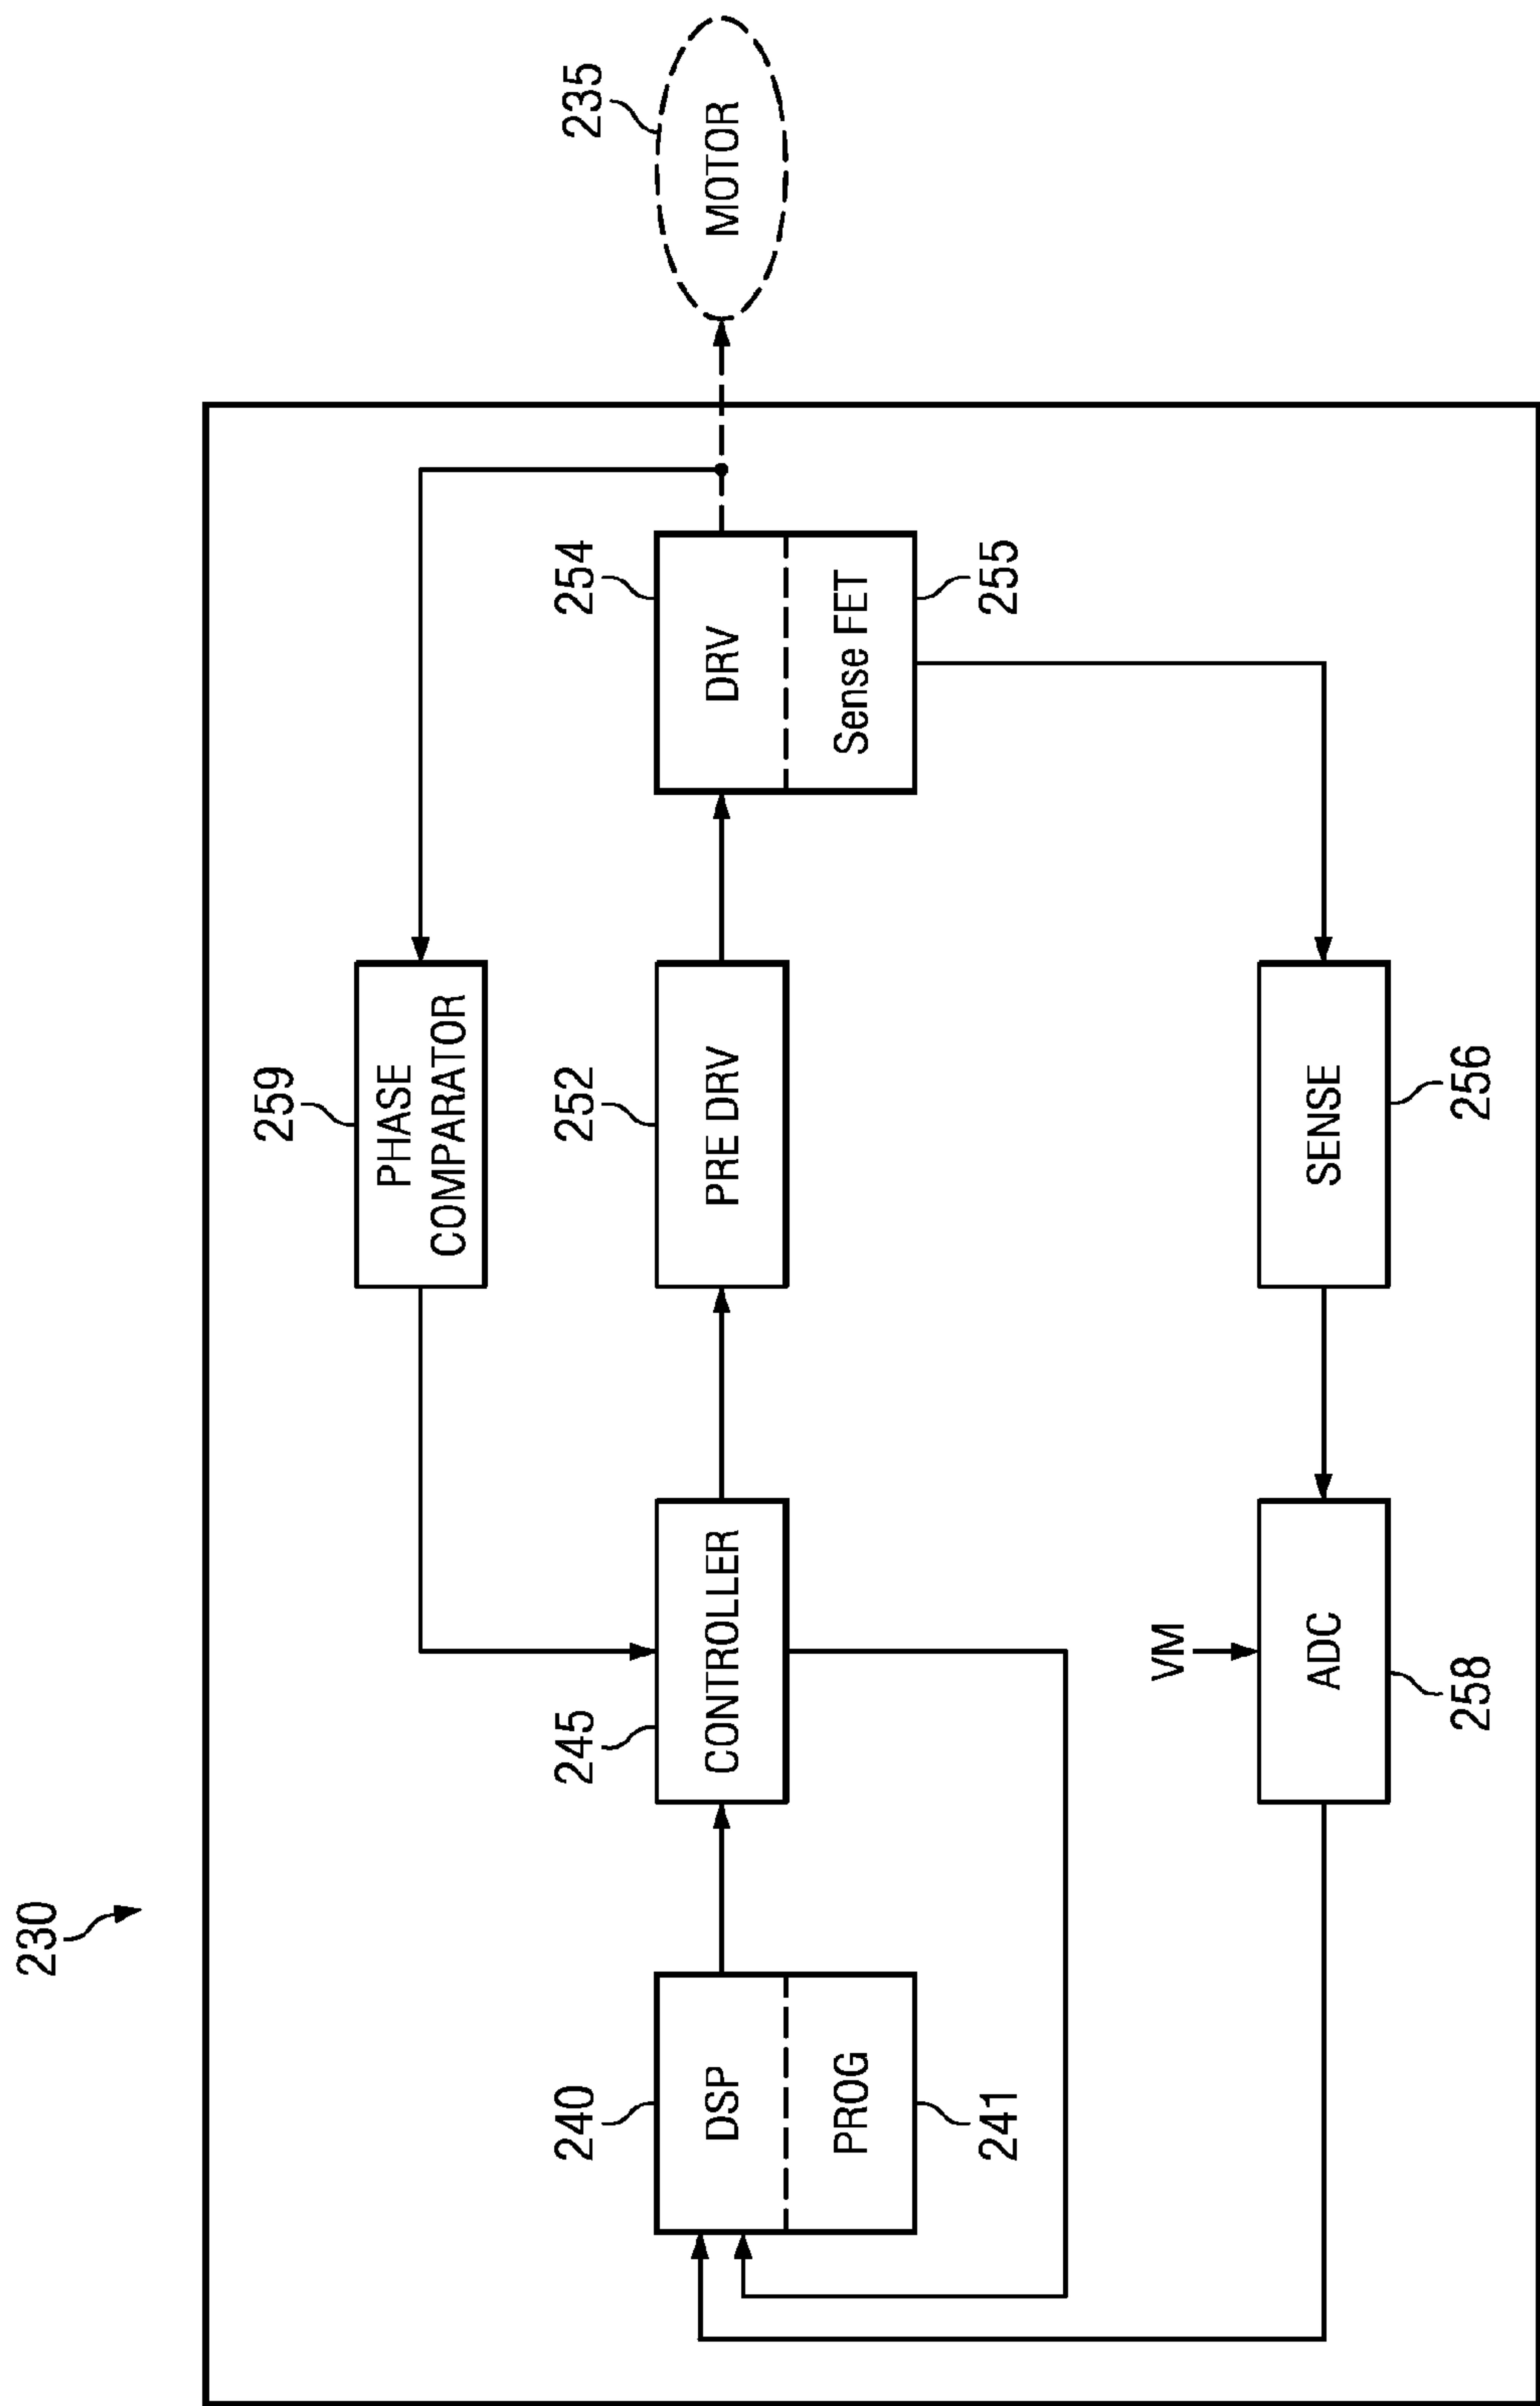 230
259
PHASE
COMPARATOR
240
DSP
PROG
241
245
CONTROLLER
252
PRE DRV
254
DRV
Sense FET
255
235
MOTOR
VM
ADC
258
SENSE
256